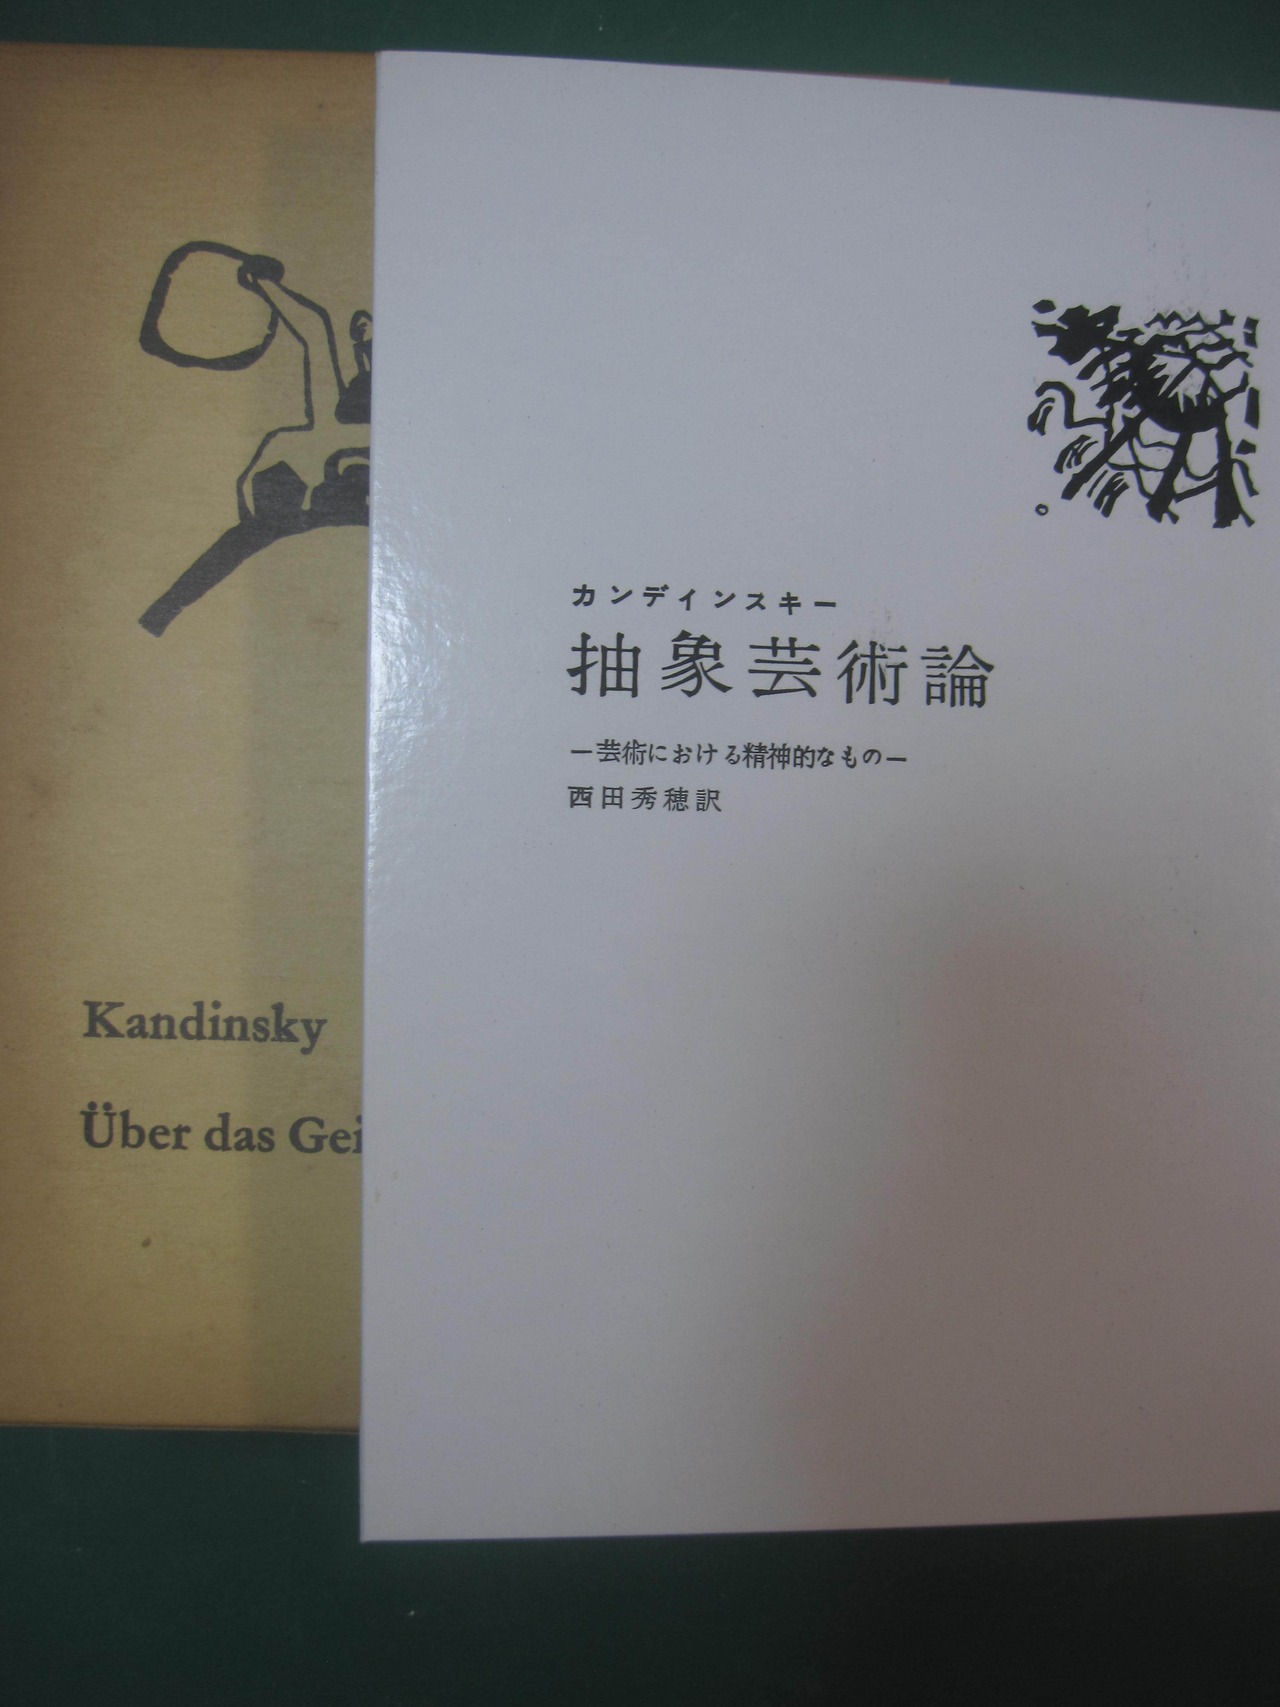 カンディンスキー
抽象芸術論
ー芸術における精神的なものー
西田秀穂訳
Kandinsky
Über das Gei